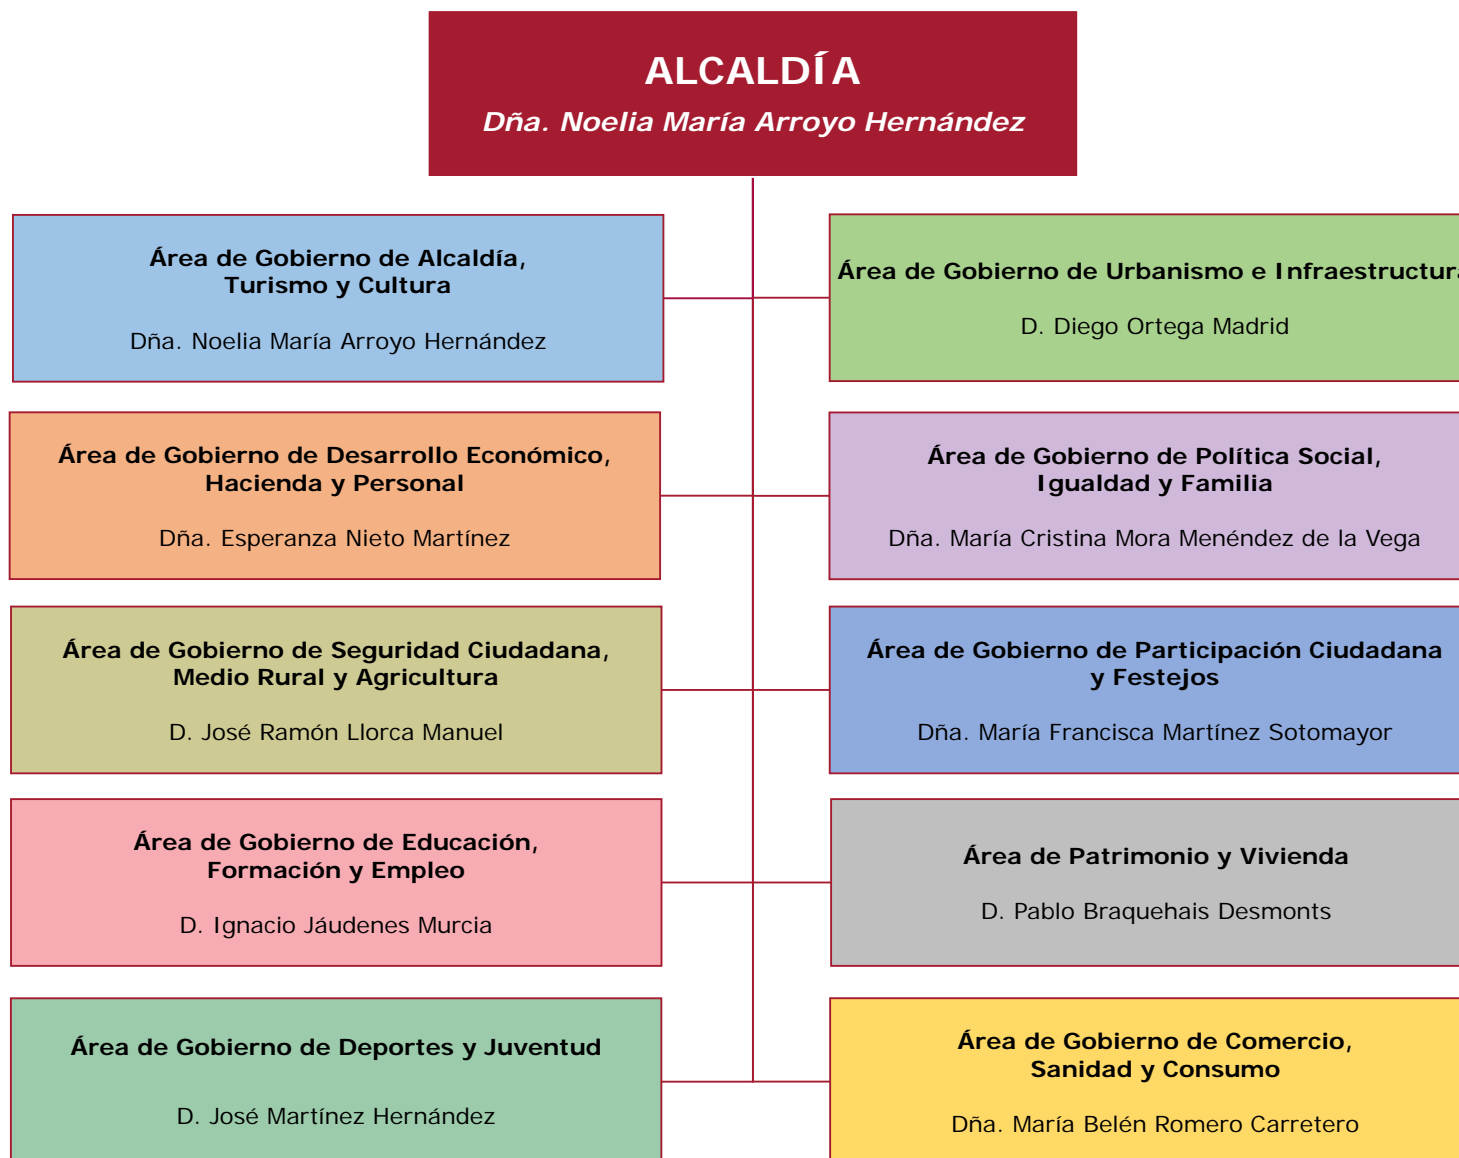 ALCALDÍA
Dña. Noelia María Arroyo Hernández
Área de Gobierno de Alcaldía,
Turismo y Cultura
Dña. Noelia María Arroyo Hernández
Área de Gobierno de Urbanismo e Infraestructura
D. Diego Ortega Madrid
Área de Gobierno de Desarrollo Económico,
Hacienda y Personal
Dña. Esperanza Nieto Martínez
Área de Gobierno de Política Social,
Igualdad y Familia
Dña. María Cristina Mora Menéndez de la Vega
Área de Gobierno de Seguridad Ciudadana,
Medio Rural y Agricultura
D. José Ramón Llorca Manuel
Área de Gobierno de Participación Ciudadana
y Festejos
Dña. María Francisca Martínez Sotomayor
Área de Gobierno de Educación,
Formación y Empleo
D. Ignacio Jáudenes Murcia
Área de Patrimonio y Vivienda
D. Pablo Braquehais Desmonts
Área de Gobierno de Deportes y Juventud
D. José Martínez Hernández
Área de Gobierno de Comercio,
Sanidad y Consumo
Dña. María Belén Romero Carretero